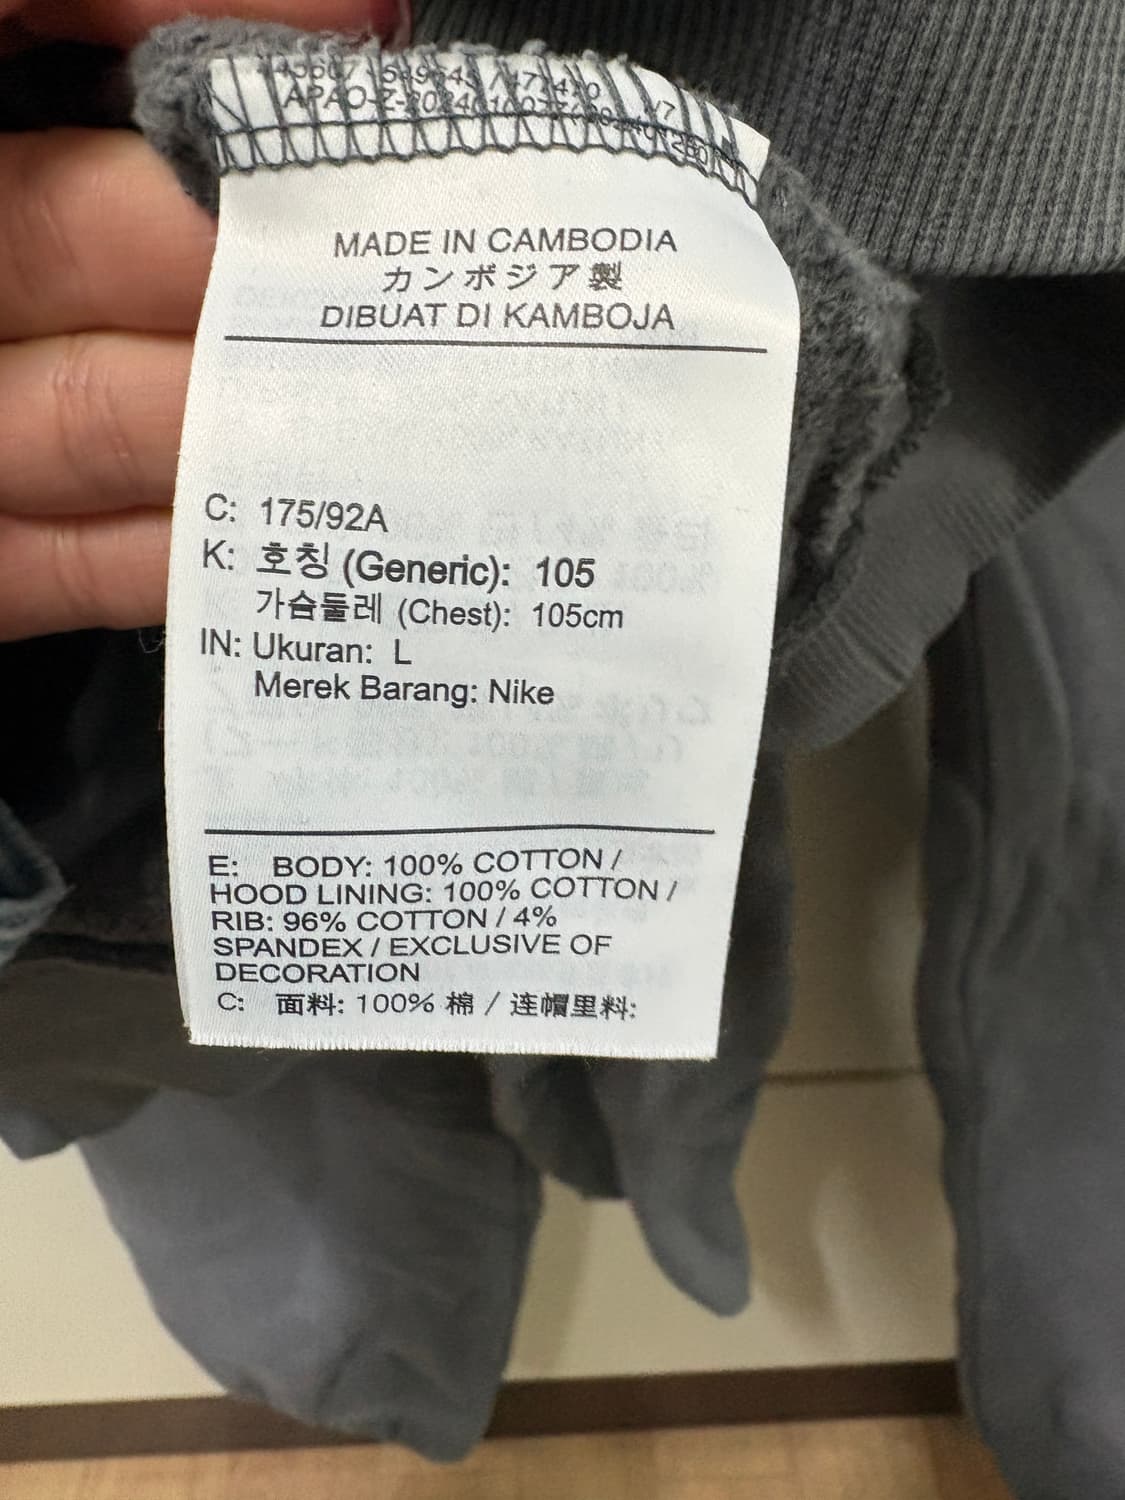 MADE IN CAMBODIA
カンボジア製
DIBUAT DI KAMBOJA
C: 175/92A
K: 호칭 (Generic): 105
가슴둘레 (Chest): 105cm
IN: Ukuran: L
Merek Barang: Nike
E: BODY: 100% COTTON /
HOOD LINING: 100% COTTON /
RIB: 96% COTTON / 4%
SPANDEX / EXCLUSIVE OF
DECORATION
C: 面料: 100% 棉 / 连帽里料: